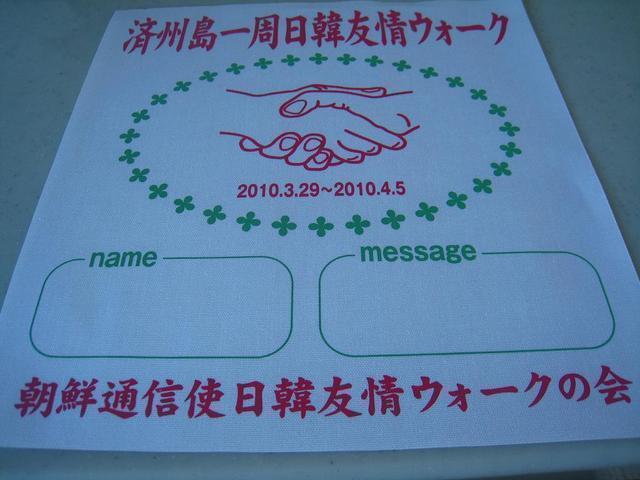 済州島一周日韓友情ウォーク
2010.3.29~2010.4.5
name
message
朝鮮通信使日韓友情ウォークの会